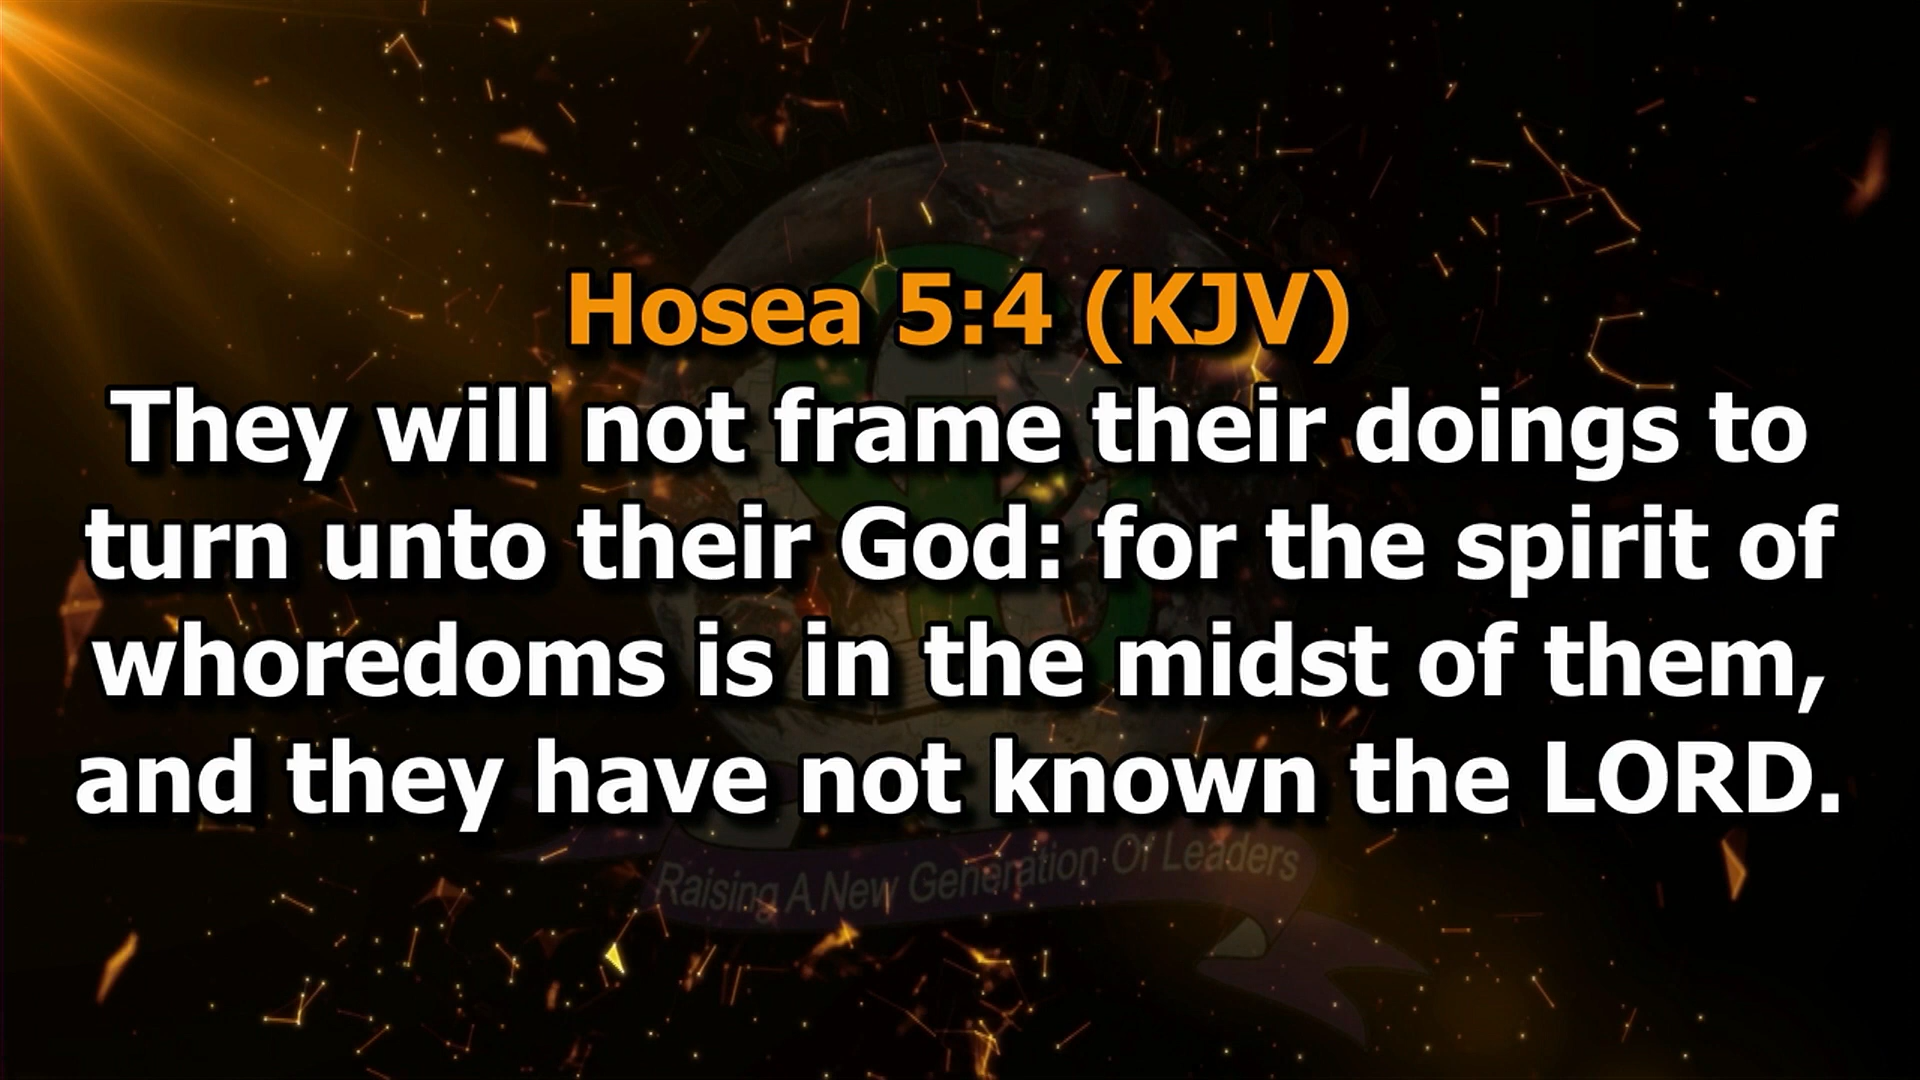 Hosea 5:4 (KJV)
They will not frame their doings to
turn unto their God: for the spirit of
whoredoms is in the midst of them,
and they have not known the LORD.
Raising A New Generation Of Leaders